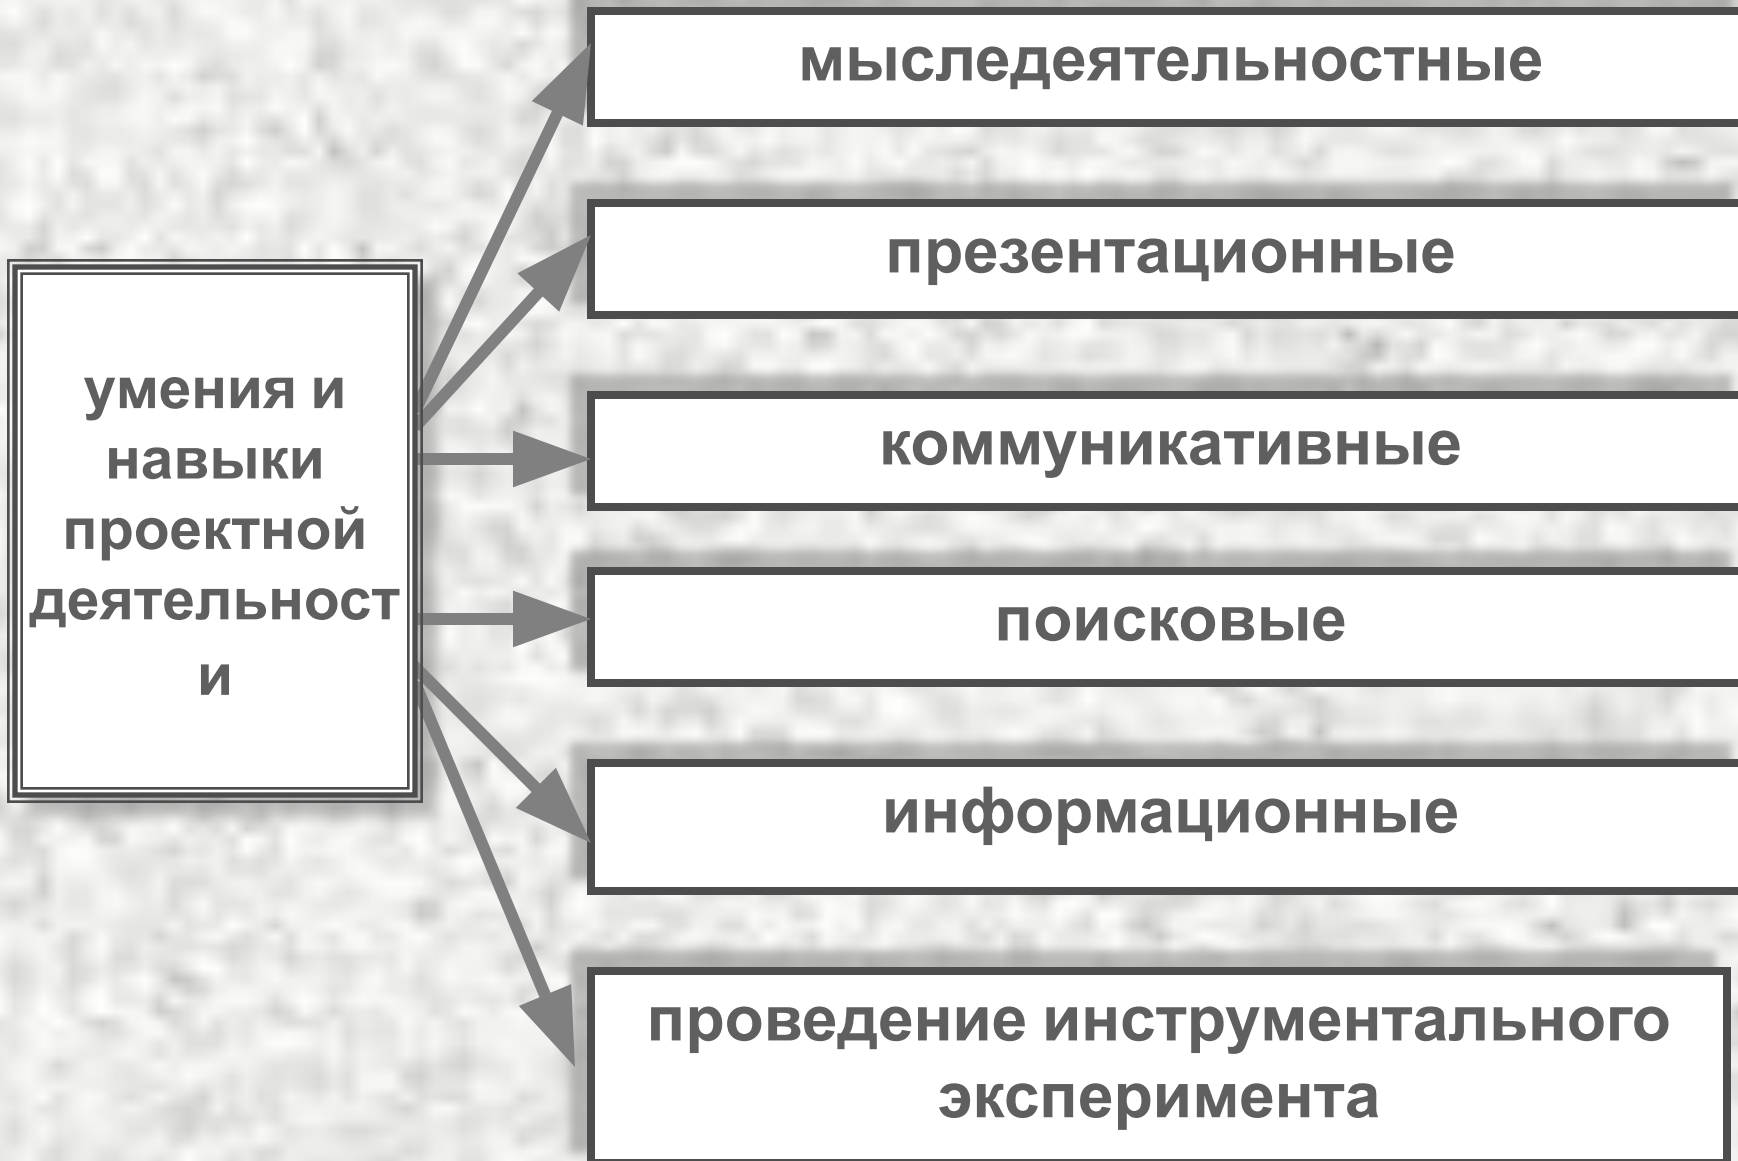 умения и
навыки
проектной
деятельност
и
мыследеятельностные
презентационные
коммуникативные
поисковые
информационные
проведение инструментального
эксперимента